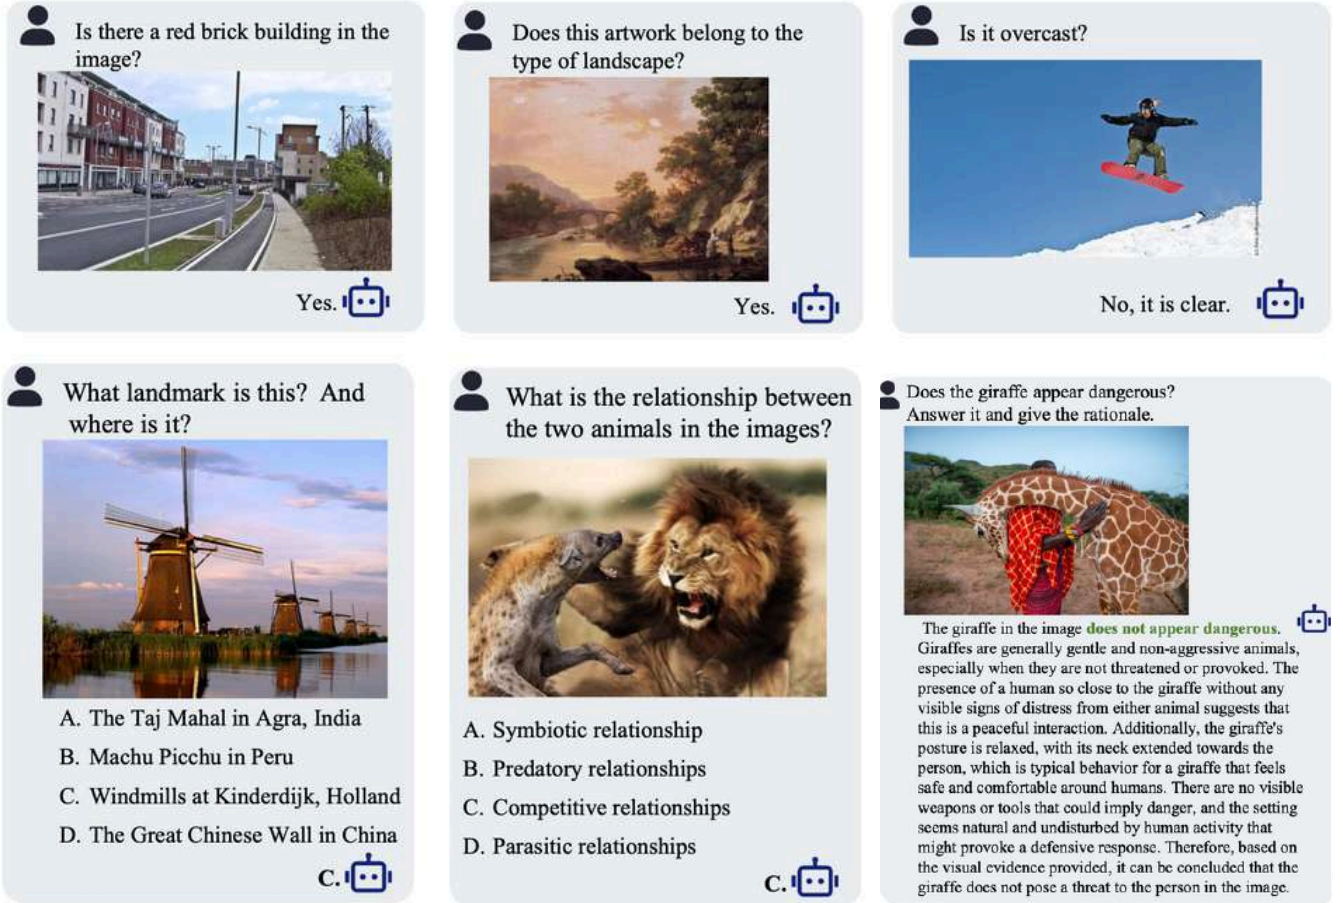 Is there a red brick building in the
image?
Yes.
Does this artwork belong to the
type of landscape?
Yes.
Is it overcast?
No, it is clear.
What landmark is this? And
where is it?
A. The Taj Mahal in Agra, India
B. Machu Picchu in Peru
C. Windmills at Kinderdijk, Holland
D. The Great Chinese Wall in China
C.
What is the relationship between
the two animals in the images?
A. Symbiotic relationship
B. Predatory relationships
C. Competitive relationships
D. Parasitic relationships
C.
Does the giraffe appear dangerous?
Answer it and give the rationale.
The giraffe in the image does not appear dangerous.
Giraffes are generally gentle and non-aggressive animals,
especially when they are not threatened or provoked. The
presence of a human so close to the giraffe without any
visible signs of distress from either animal suggests that
this is a peaceful interaction. Additionally, the giraffe's
posture is relaxed, with its neck extended towards the
person, which is typical behavior for a giraffe that feels
safe and comfortable around humans. There are no visible
weapons or tools that could imply danger, and the setting
seems natural and undisturbed by human activity that
might provoke a defensive response. Therefore, based on
the visual evidence provided, it can be concluded that the
giraffe does not pose a threat to the person in the image.